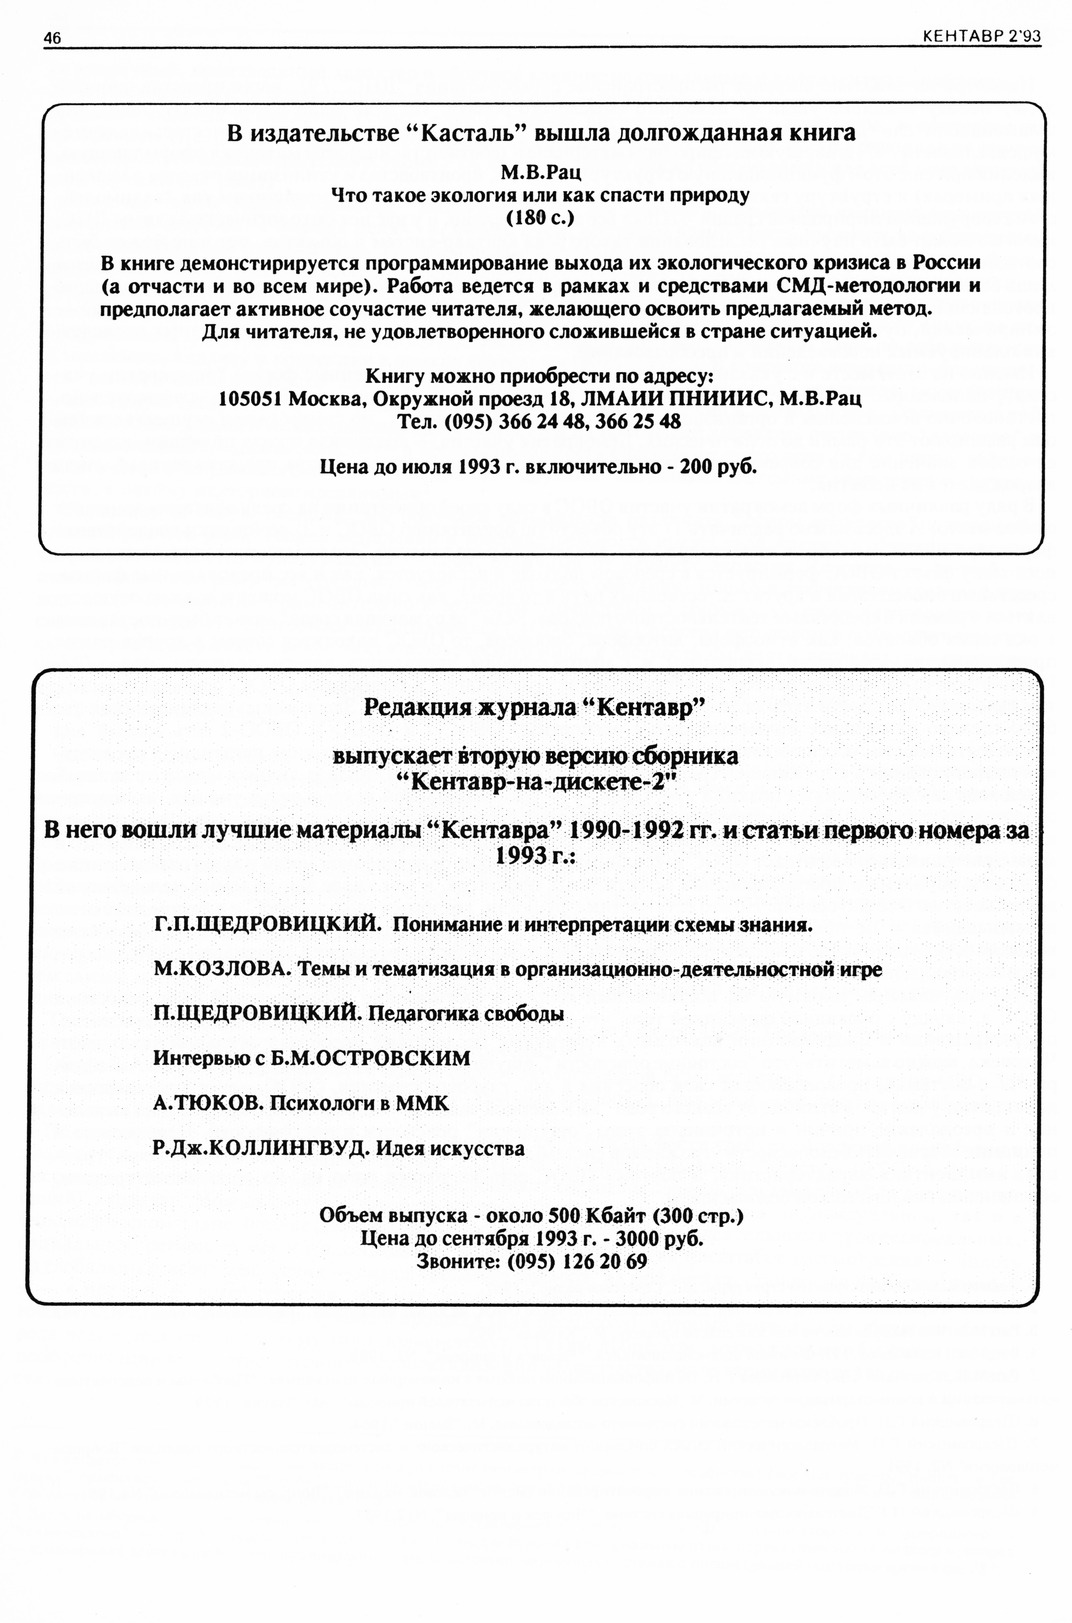 46
КЕНТАВР 2'93
В издательстве “Касталь” вышла долгожданная книга
М.В.Рац
Что такое экология или как спасти природу
(180 с.)
В книге демонстирируется программирование выхода их экологического кризиса в России
(а отчасти и во всем мире). Работа ведется в рамках и средствами СМД-методологии и
предполагает активное соучастие читателя, желающего освоить предлагаемый метод.
Для читателя, не удовлетворенного сложившейся в стране ситуацией.
Книгу можно приобрести по адресу:
105051 Москва, Окружной проезд 18, ЛМАИИ ПНИИИС, М.В.Рац
Тел. (095) 366 24 48, 366 25 48
Цена до июля 1993 г. включительно - 200 руб.
Редакция журнала “Кентавр”
выпускает вторую версию сборника
“Кентавр-на-дискете-2"
В него вошли лучшие материалы “Кентавра” 1990-1992 гг. и статьи первого номера за
1993 г.:
Г.П.ЩЕДРОВИЦКИЙ. Понимание и интерпретации схемы знания.
М.КОЗЛОВА. Темы и тематизация в организационно-деятельностной игре
П.ЩЕДРОВИЦКИЙ. Педагогика свободы
Интервью с Б.М.ОСТРОВСКИМ
А.ТЮКОВ. Психологи в ММК
Р.Дж.КОЛЛИНГВУД. Идея искусства
Объем выпуска - около 500 Кбайт (300 стр.)
Цена до сентября 1993 г. - 3000 руб.
Звоните: (095) 126 20 69